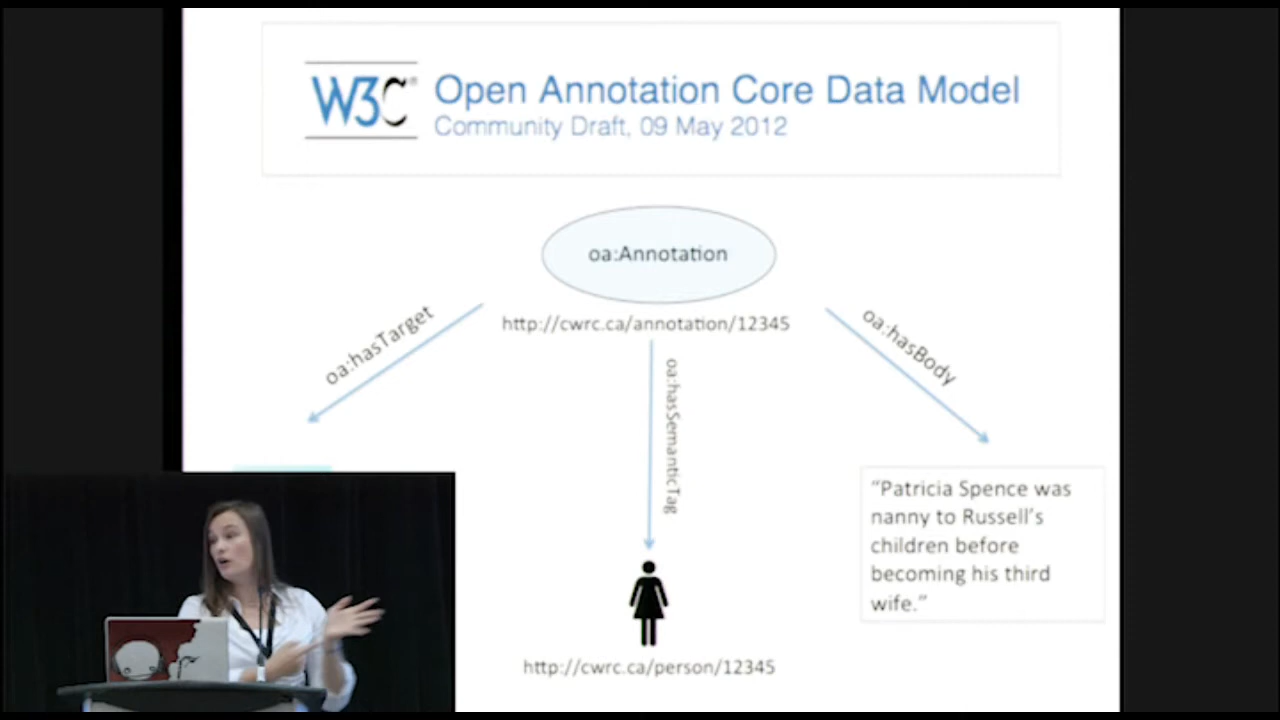 W3C®
Open Annotation Core Data Model
Community Draft, 09 May 2012
oa:Annotation
http://cwrc.ca/annotation/12345
oa:hasTarget
oa:hasSemanticTag
oa:hasBody
“Patricia Spence was
nanny to Russell’s
children before
becoming his third
wife.”
http://cwrc.ca/person/12345